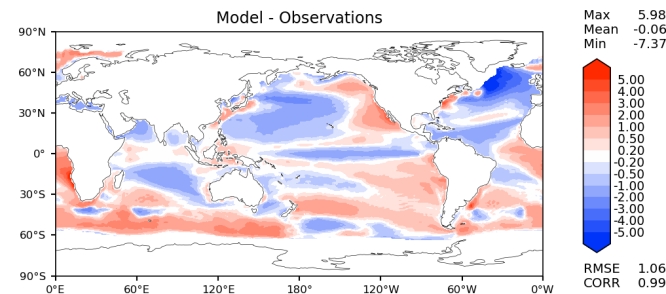 Model - Observations
Max 5.98
Mean -0.06
Min -7.37
90°N
60°N
30°N
0°
30°S
60°S
90°S
0°E
60°E
120°E
180°
120°W
60°W
0°W
5.00
4.00
3.00
2.00
1.00
0.50
0.20
-0.20
-0.50
-1.00
-2.00
-3.00
-4.00
-5.00
RMSE 1.06
CORR 0.99